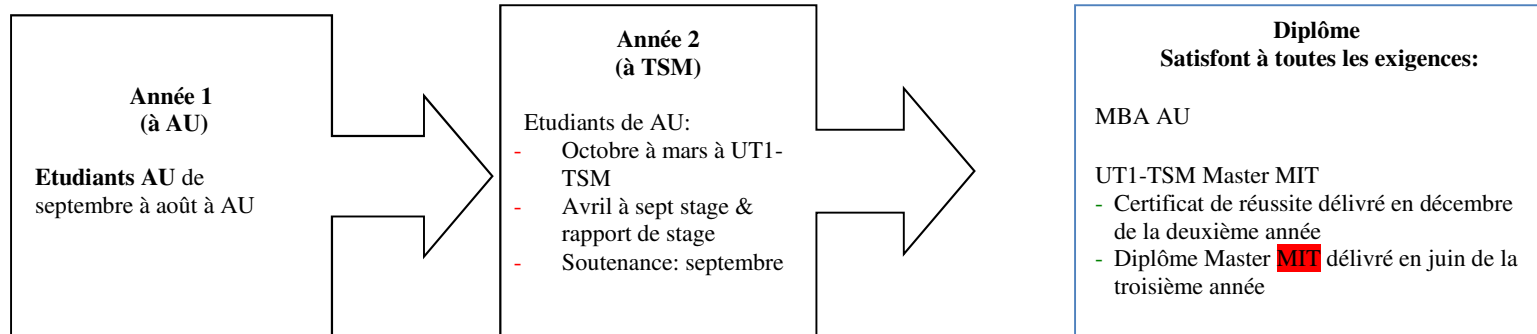 Année 1
(à AU)
Etudiants AU de
septembre à août à AU
Année 2
(à TSM)
Etudiants de AU:
- Octobre à mars à UT1-
TSM
- Avril à sept stage &
rapport de stage
- Soutenance: septembre
Diplôme
Satisfont à toutes les exigences:
MBA AU
UT1-TSM Master MIT
- Certificat de réussite délivré en décembre
de la deuxième année
- Diplôme Master MIT délivré en juin de la
troisième année